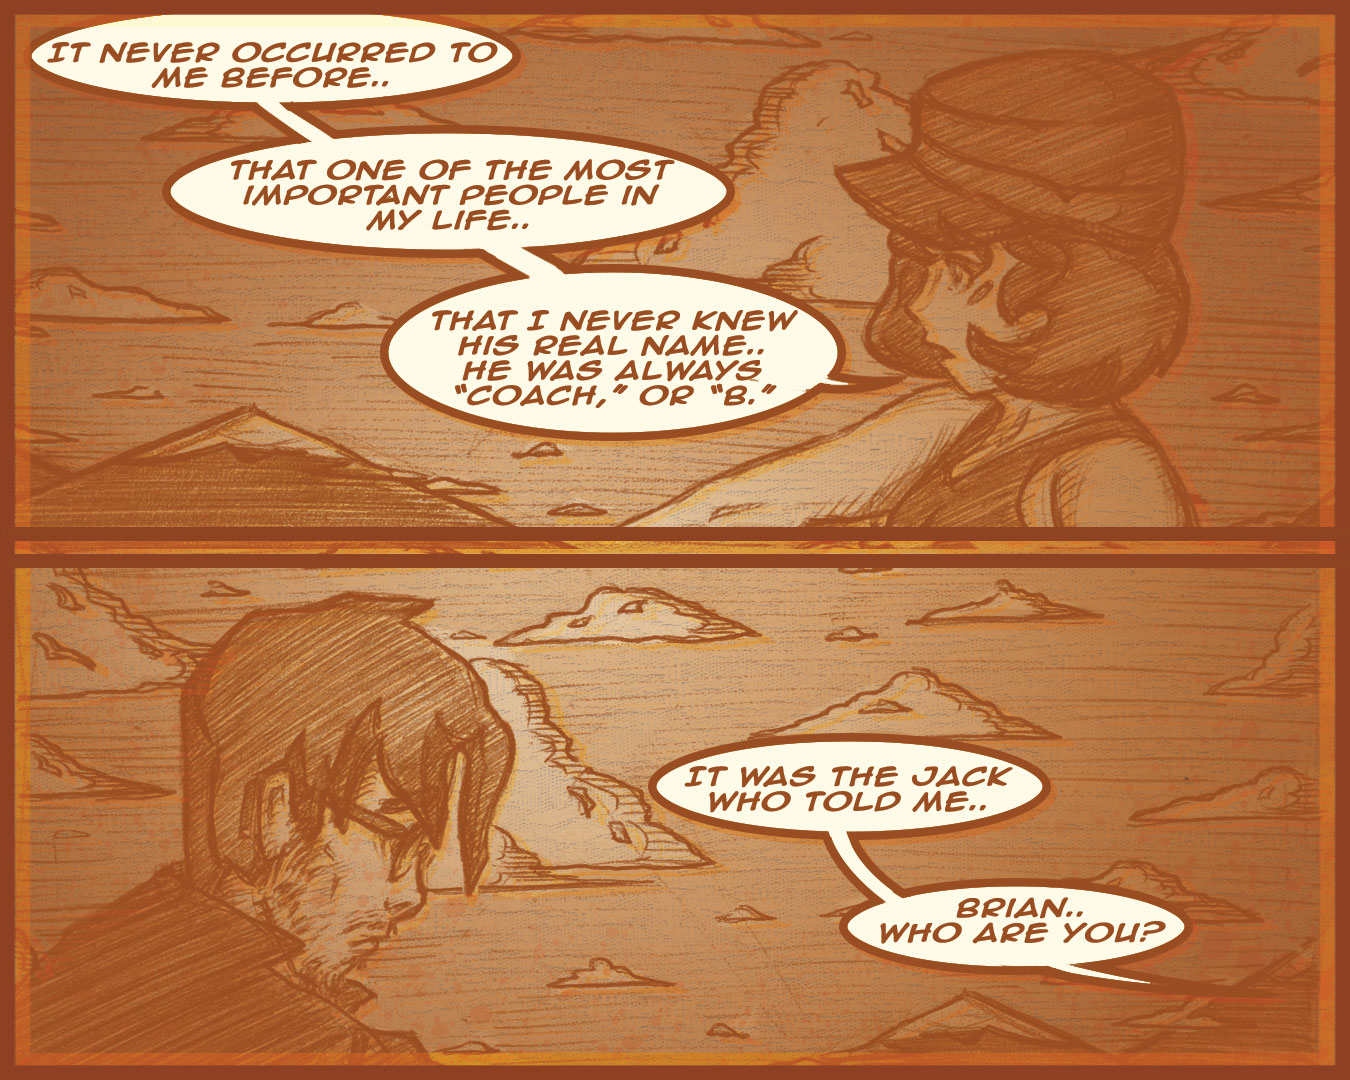 IT NEVER OCCURRED TO
ME BEFORE..
THAT ONE OF THE MOST
IMPORTANT PEOPLE IN
MY LIFE..
THAT I NEVER KNEW
HIS REAL NAME..
HE WAS ALWAYS
"COACH," OR "B."
IT WAS THE JACK
WHO TOLD ME..
BRIAN..
WHO ARE YOU?